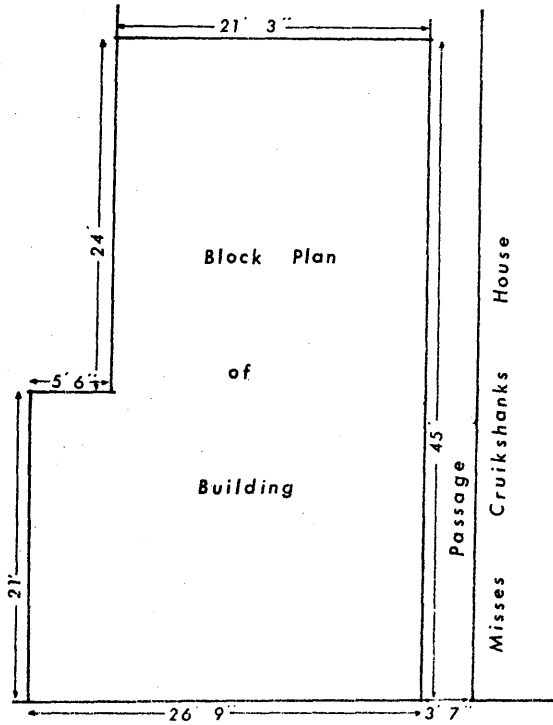 21' 3"
24'
Block Plan
of
Building
5' 6"
45'
21'
Passage
Misses Cruikshanks House
26' 9"
3' 7"